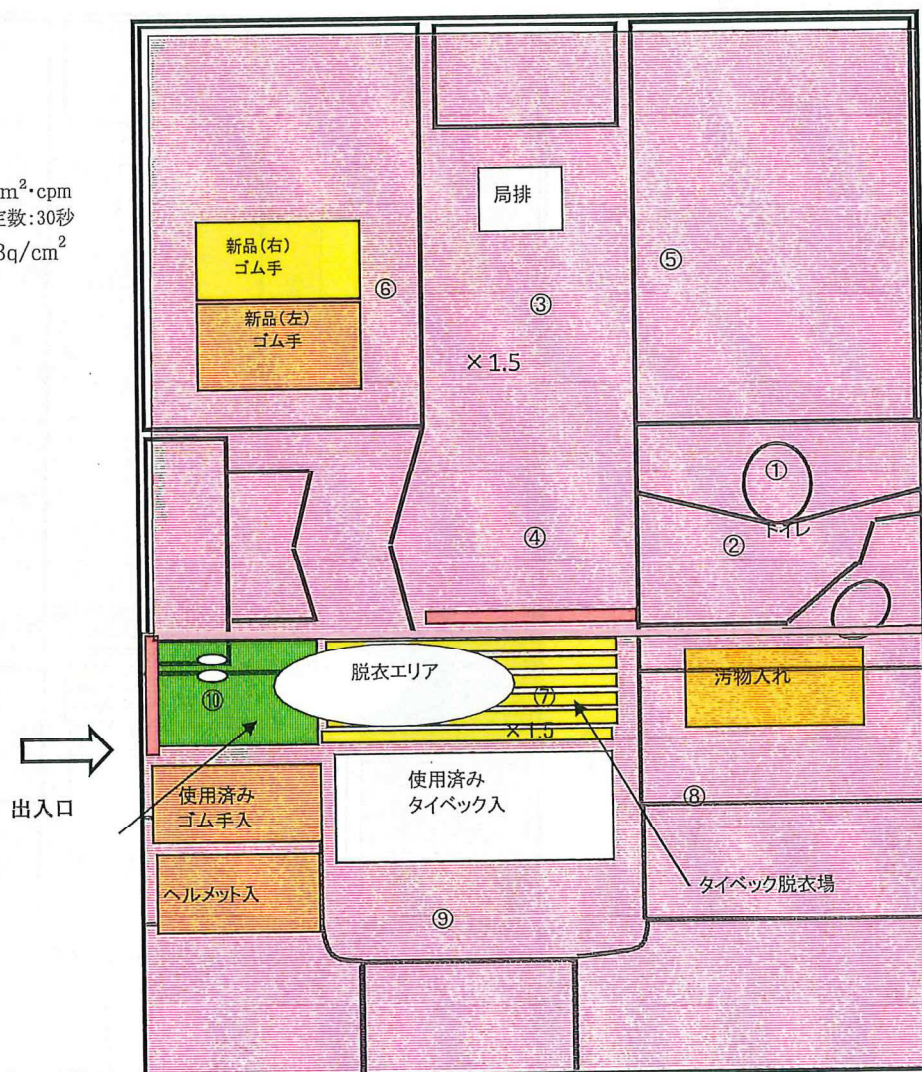 m²・cpm
定数:30秒
Bq/cm²
局排
新品(右)
ゴム手
新品(左)
ゴム手
⑥
③
⑤
×1.5
①
④
②
トイレ
脱衣エリア
⑩
⑦
×1.5
汚物入れ
出入口
使用済み
ゴム手入
使用済み
タイベック入
⑧
ヘルメット入
⑨
タイベック脱衣場